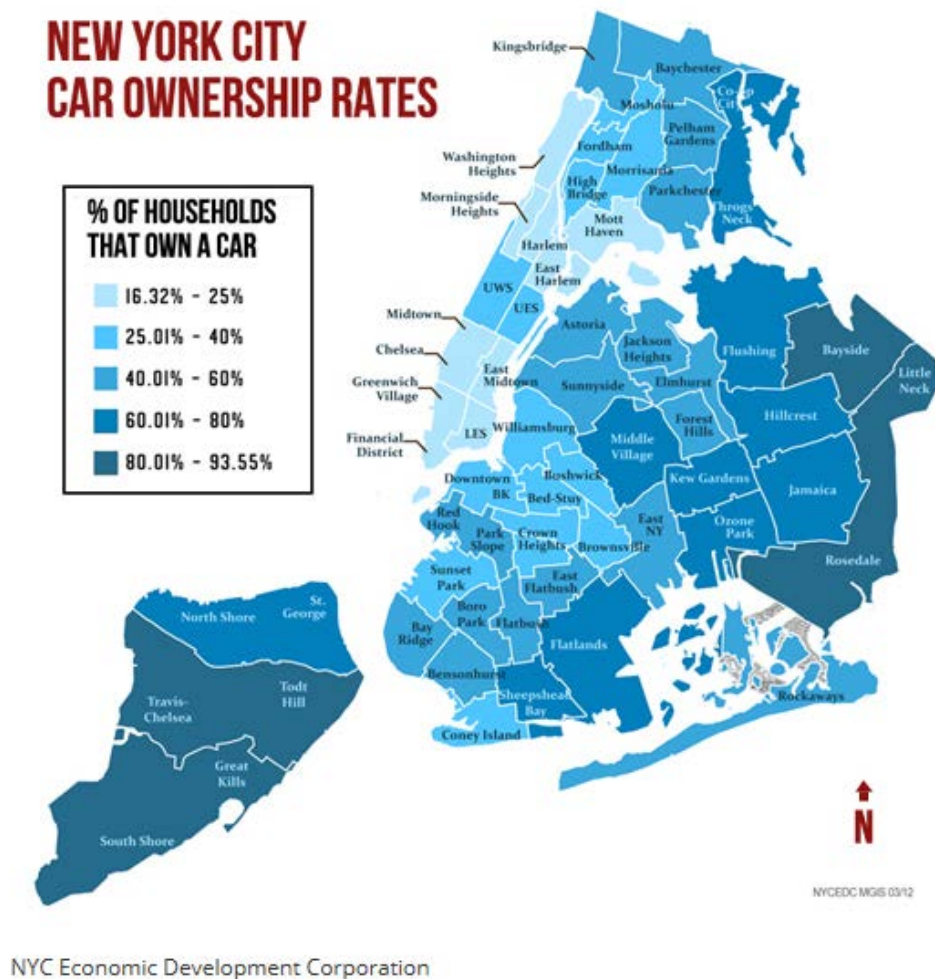 NEW YORK CITY
CAR OWNERSHIP RATES
% OF HOUSEHOLDS
THAT OWN A CAR
16.32% - 25%
25.01% - 40%
40.01% - 60%
60.01% - 80%
80.01% - 93.55%
Kingsbridge
Baychester
Co-op
City
Mosholu
Pelham
Gardens
Fordham
Washington
Heights
Morrisania
High
Bridge
Parkchester
Morningside
Heights
Throgs
Neck
Mott
Haven
Harlem
East
Harlem
UWS
UES
Midtown
Astoria
Jackson
Heights
Flushing
Bayside
Little
Neck
Chelsea
East
Midtown
Sunnyside
Elmhurst
Greenwich
Village
Forest
Hills
Hillcrest
LES
Williamsburg
Middle
Village
Financial
District
Downtown
BK
Boshwick
Bed-Stuy
Kew Gardens
Jamaica
Red
Hook
Park
Slope
Crown
Heights
Brownsville
East
NY
Ozone
Park
Rosedale
Sunset
Park
East
Flatbush
Boro
Park
Flatbush
Bay
Ridge
Flatlands
Bensonhurst
Sheepshead
Bay
Rockaways
Coney Island
North Shore
St.
George
Travis-
Chelsea
Todt
Hill
Great
Kills
South Shore
N
NYCEDC MGIS 03/12
NYC Economic Development Corporation